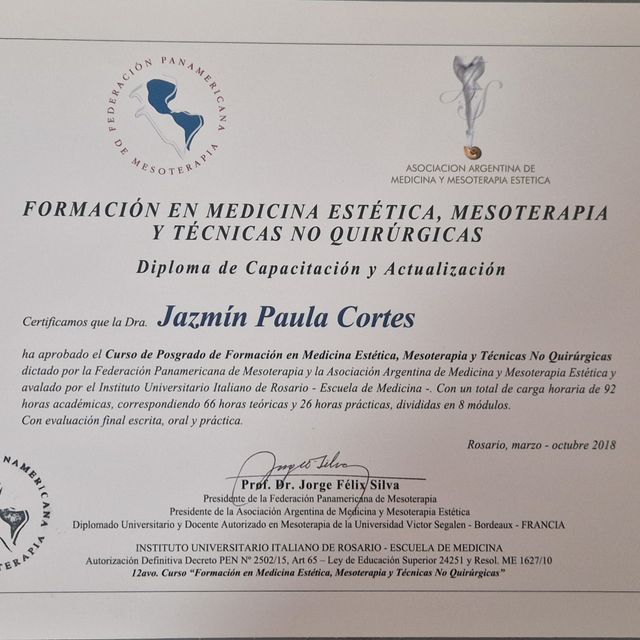 FEDERACIÓN PANAMERICANA DE MESOTERAPIA
ASOCIACION ARGENTINA DE
MEDICINA Y MESOTERAPIA ESTETICA
FORMACIÓN EN MEDICINA ESTÉTICA, MESOTERAPIA
Y TÉCNICAS NO QUIRÚRGICAS
Diploma de Capacitación y Actualización
Certificamos que la Dra. Jazmín Paula Cortes
ha aprobado el Curso de Posgrado de Formación en Medicina Estética, Mesoterapia y Técnicas No Quirúrgicas
dictado por la Federación Panamericana de Mesoterapia y la Asociación Argentina de Medicina y Mesoterapia Estética y
avalado por el Instituto Universitario Italiano de Rosario - Escuela de Medicina -. Con un total de carga horaria de 92
horas académicas, correspondiendo 66 horas teóricas y 26 horas prácticas, divididas en 8 módulos.
Con evaluación final escrita, oral y práctica.
Rosario, marzo - octubre 2018
Prof. Dr. Jorge Félix Silva
Presidente de la Federación Panamericana de Mesoterapia
Presidente de la Asociación Argentina de Medicina y Mesoterapia Estética
Diplomado Universitario y Docente Autorizado en Mesoterapia de la Universidad Victor Segalen - Bordeaux - FRANCIA
INSTITUTO UNIVERSITARIO ITALIANO DE ROSARIO - ESCUELA DE MEDICINA
Autorización Definitiva Decreto PEN Nº 2502/15, Art 65 – Ley de Educación Superior 24251 y Resol. ME 1627/10
12avo. Curso “Formación en Medicina Estética, Mesoterapia y Técnicas No Quirúrgicas”
NAMERICANA
RAPIA